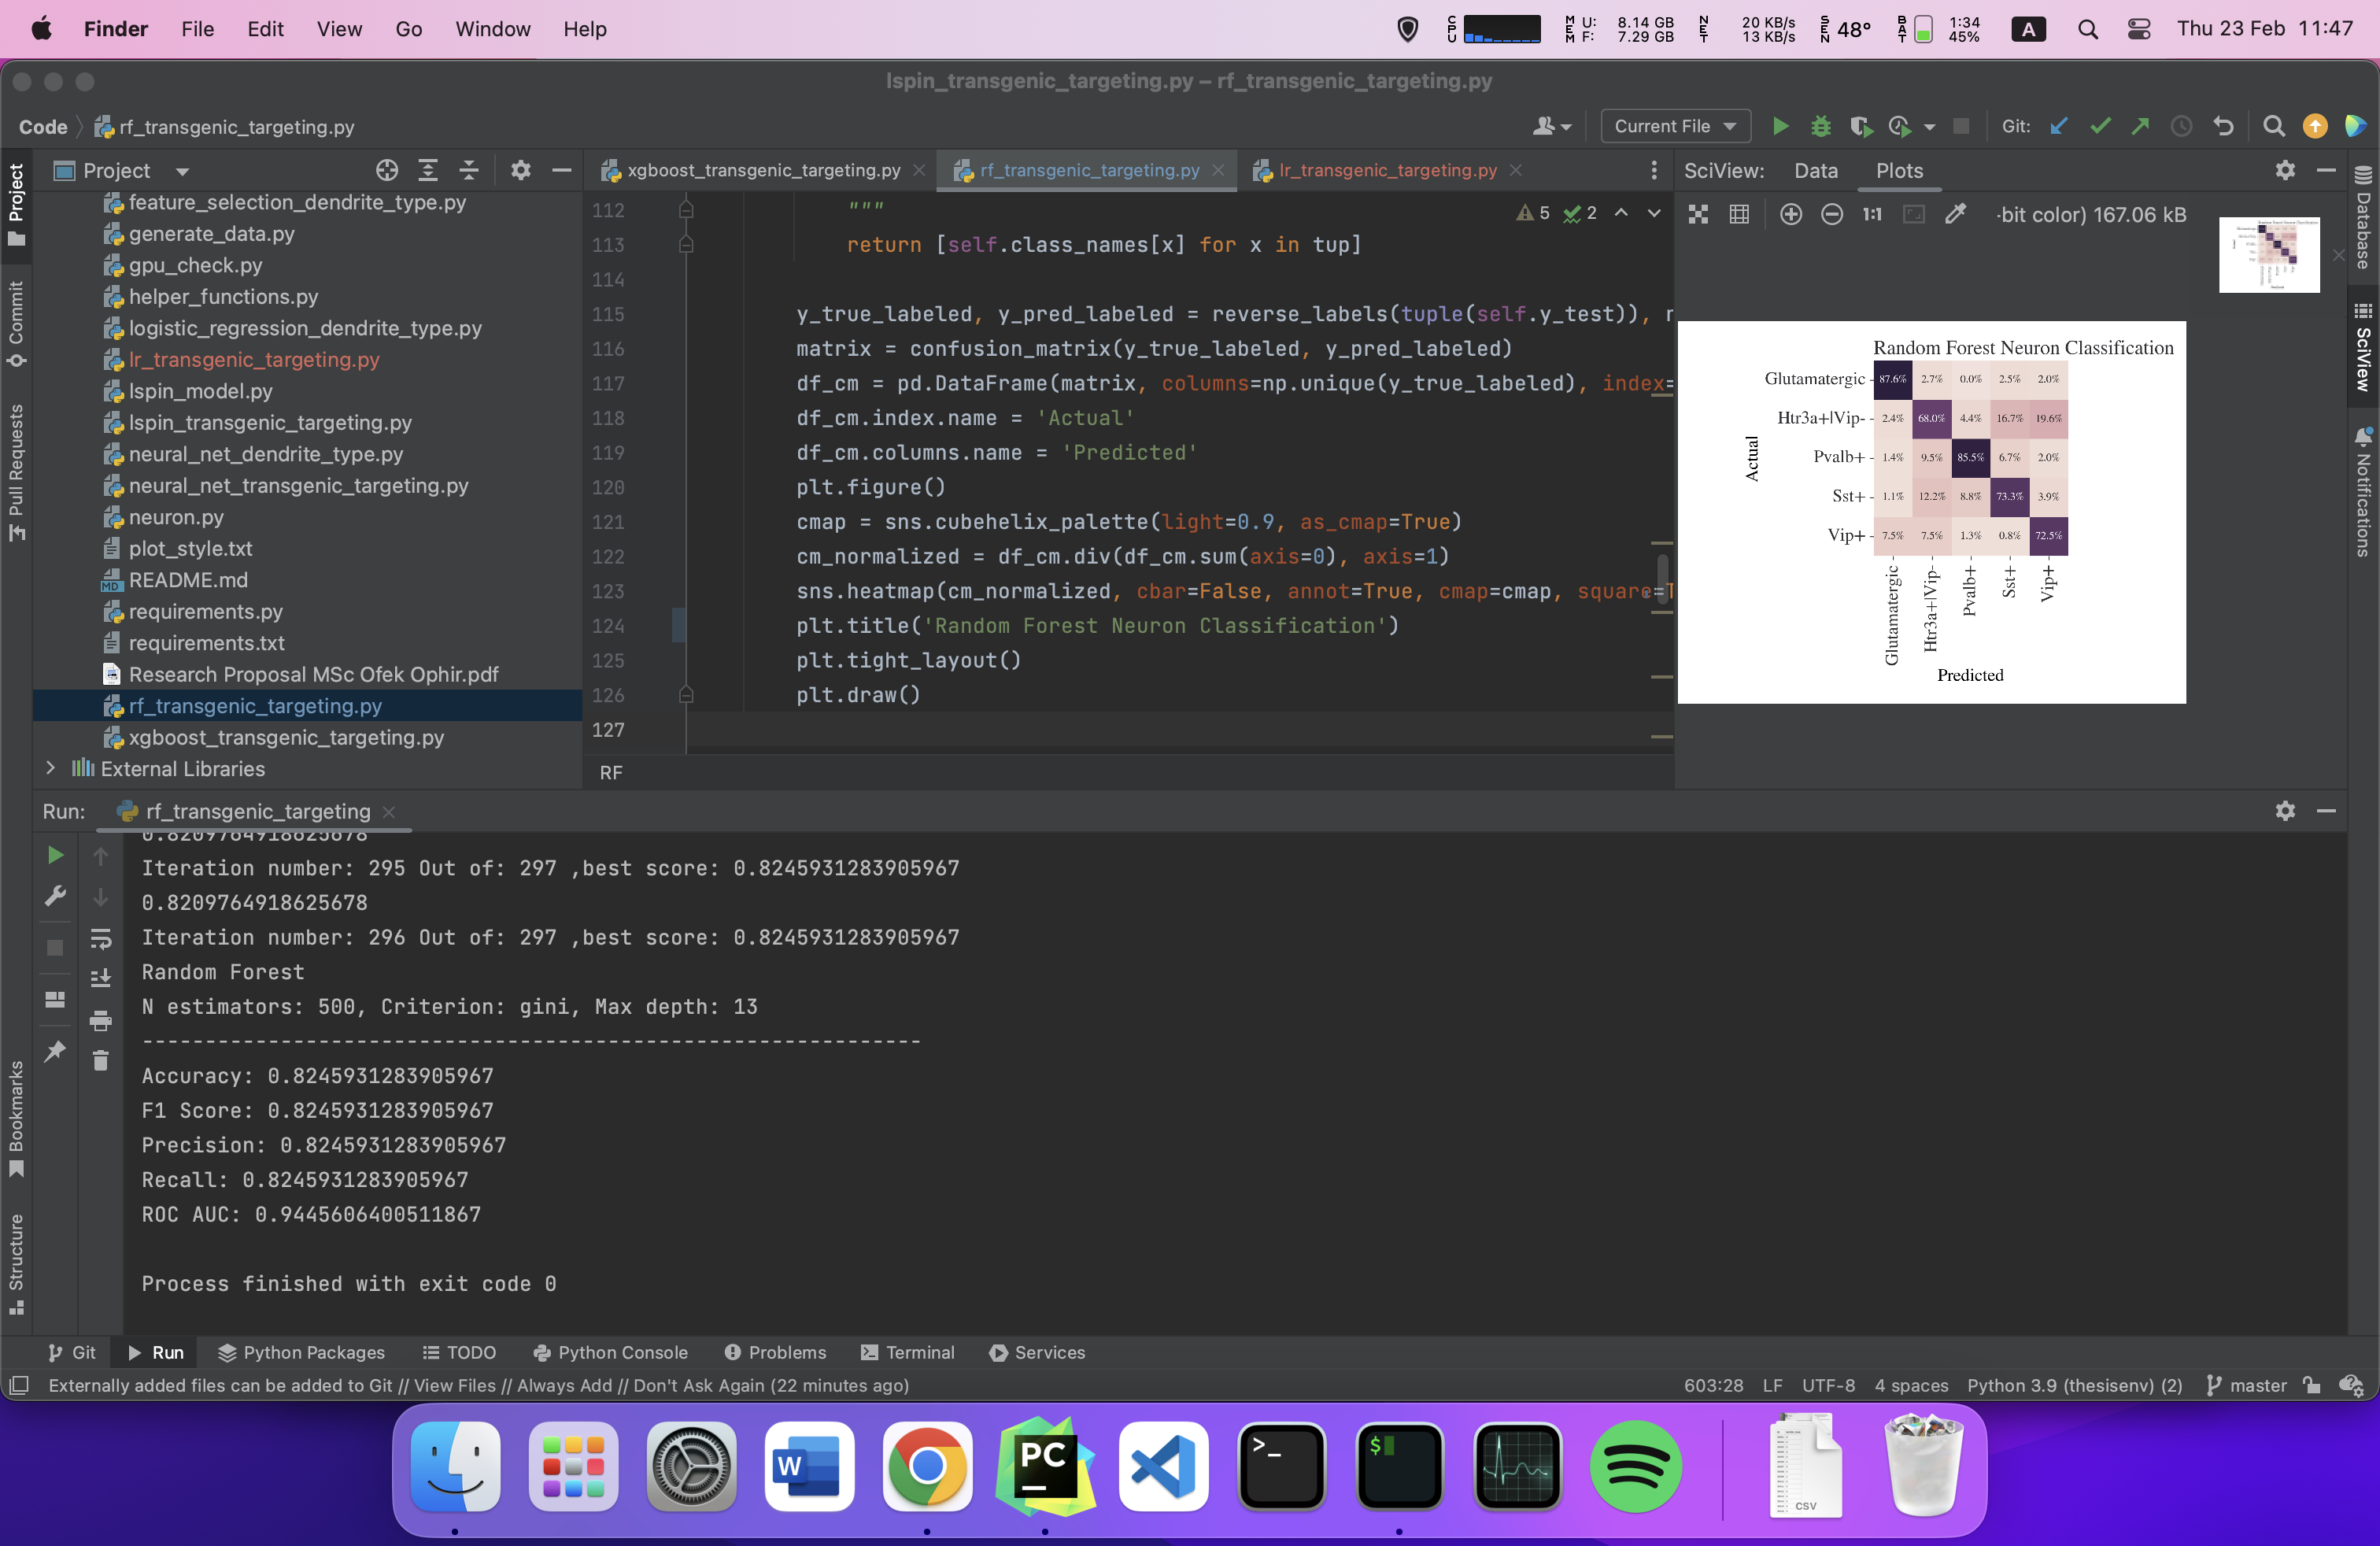 Finder File Edit View Go Window Help
CPU MEM U: 8.14 GB F: 7.29 GB NET 20 KB/s 13 KB/s SEN 48° BAT 1:34 45% A Thu 23 Feb 11:47
lspin_transgenic_targeting.py – rf_transgenic_targeting.py
Code rf_transgenic_targeting.py
Current File Git:
Project
xgboost_transgenic_targeting.py rf_transgenic_targeting.py lr_transgenic_targeting.py
SciView: Data Plots
1:1 -bit color) 167.06 kB
Project
Commit
Pull Requests
Bookmarks
Structure
feature_selection_dendrite_type.py
generate_data.py
gpu_check.py
helper_functions.py
logistic_regression_dendrite_type.py
lr_transgenic_targeting.py
lspin_model.py
lspin_transgenic_targeting.py
neural_net_dendrite_type.py
neural_net_transgenic_targeting.py
neuron.py
plot_style.txt
README.md
requirements.py
requirements.txt
Research Proposal MSc Ofek Ophir.pdf
rf_transgenic_targeting.py
xgboost_transgenic_targeting.py
External Libraries
5 2
112 """
113 return [self.class_names[x] for x in tup]
114
115 y_true_labeled, y_pred_labeled = reverse_labels(tuple(self.y_test)), r
116 matrix = confusion_matrix(y_true_labeled, y_pred_labeled)
117 df_cm = pd.DataFrame(matrix, columns=np.unique(y_true_labeled), index=
118 df_cm.index.name = 'Actual'
119 df_cm.columns.name = 'Predicted'
120 plt.figure()
121 cmap = sns.cubehelix_palette(light=0.9, as_cmap=True)
122 cm_normalized = df_cm.div(df_cm.sum(axis=0), axis=1)
123 sns.heatmap(cm_normalized, cbar=False, annot=True, cmap=cmap, square=T
124 plt.title('Random Forest Neuron Classification')
125 plt.tight_layout()
126 plt.draw()
127
RF
Random Forest Neuron Classification
Actual
Glutamatergic 87.6% 2.7% 0.0% 2.5% 2.0%
Htr3a+|Vip- 2.4% 68.0% 4.4% 16.7% 19.6%
Pvalb+ 1.4% 9.5% 85.5% 6.7% 2.0%
Sst+ 1.1% 12.2% 8.8% 73.3% 3.9%
Vip+ 7.5% 7.5% 1.3% 0.8% 72.5%
Glutamatergic Htr3a+|Vip- Pvalb+ Sst+ Vip+
Predicted
Database
SciView
Notifications
Run: rf_transgenic_targeting
0.8209764918625678
Iteration number: 295 Out of: 297 ,best score: 0.8245931283905967
0.8209764918625678
Iteration number: 296 Out of: 297 ,best score: 0.8245931283905967
Random Forest
N estimators: 500, Criterion: gini, Max depth: 13
--------------------------------------------------------------
Accuracy: 0.8245931283905967
F1 Score: 0.8245931283905967
Precision: 0.8245931283905967
Recall: 0.8245931283905967
ROC AUC: 0.9445606400511867
Process finished with exit code 0
Git Run Python Packages TODO Python Console Problems Terminal Services
Externally added files can be added to Git // View Files // Always Add // Don't Ask Again (22 minutes ago)
603:28 LF UTF-8 4 spaces Python 3.9 (thesisenv) (2) master
W PC >_ $ CSV